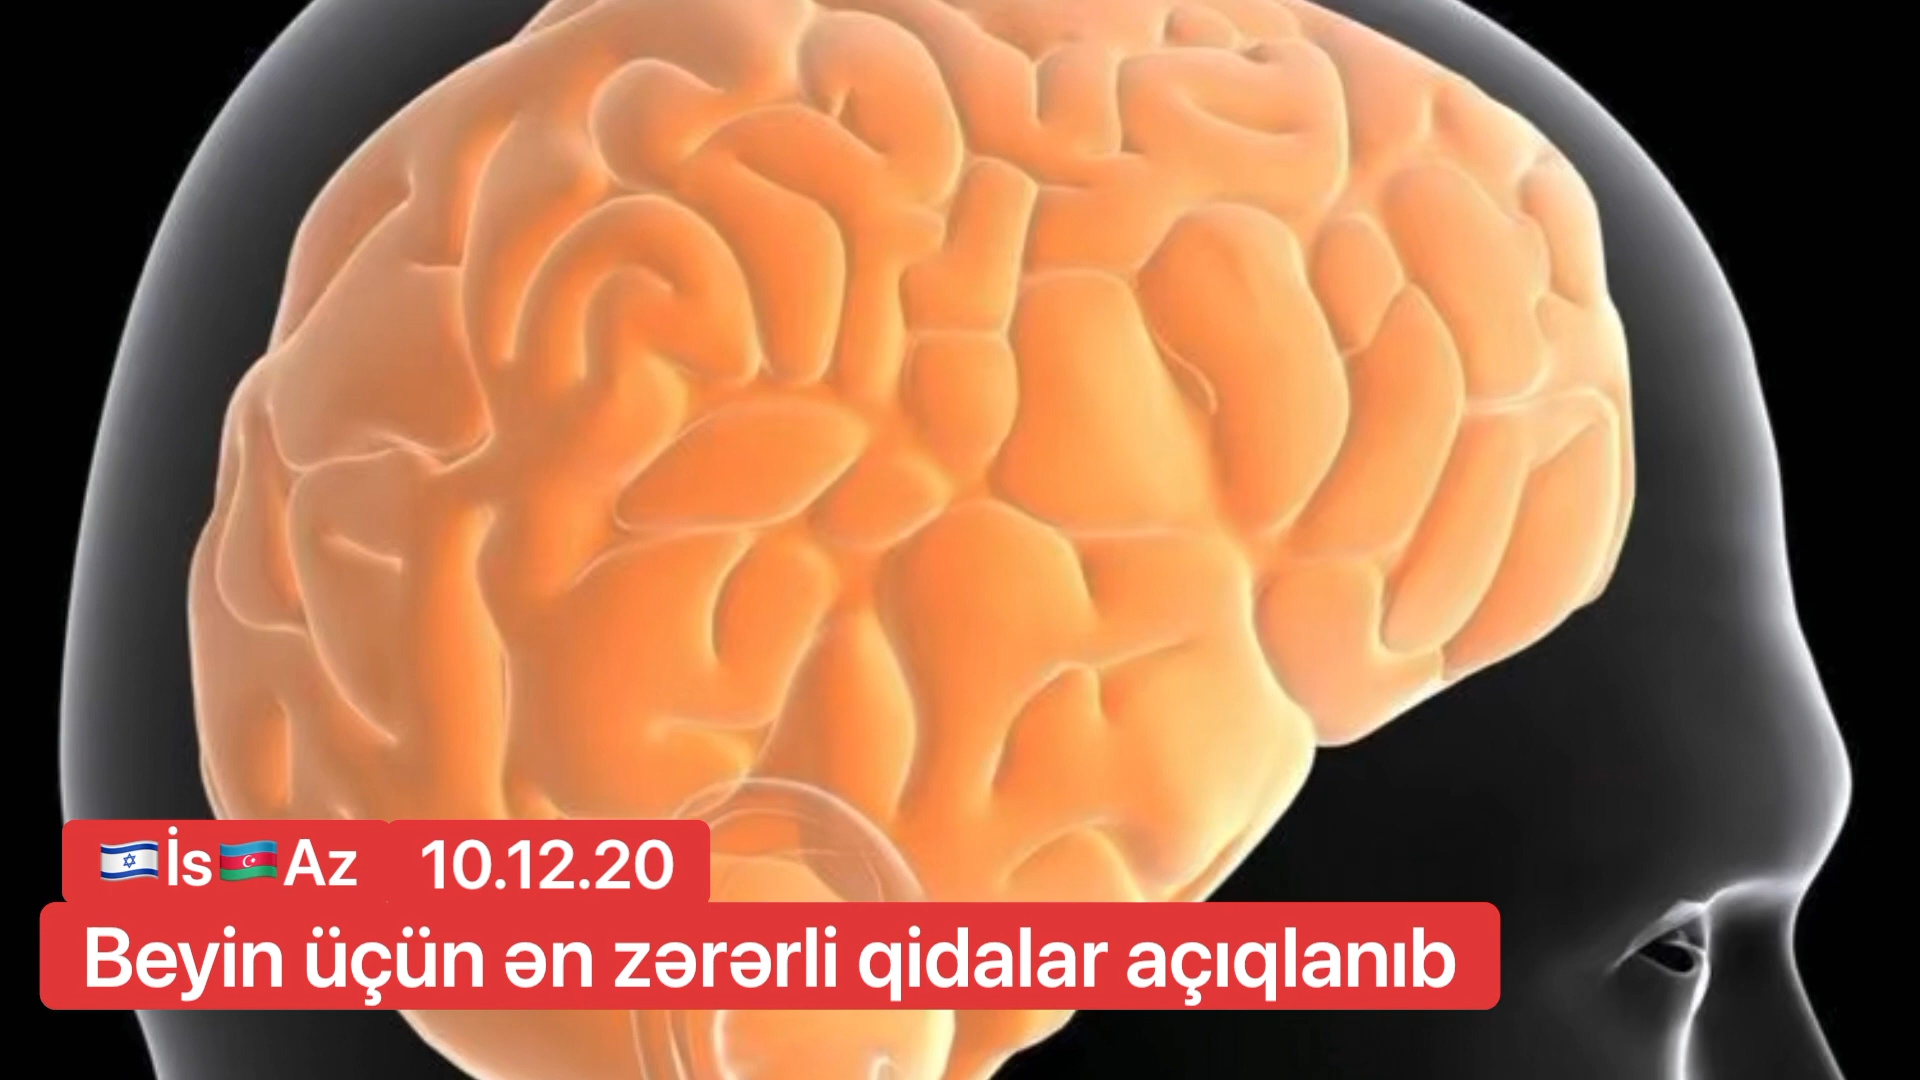 🇮🇱İs🇦🇿Az 10.12.20
Beyin üçün ən zərərli qidalar açıqlanıb